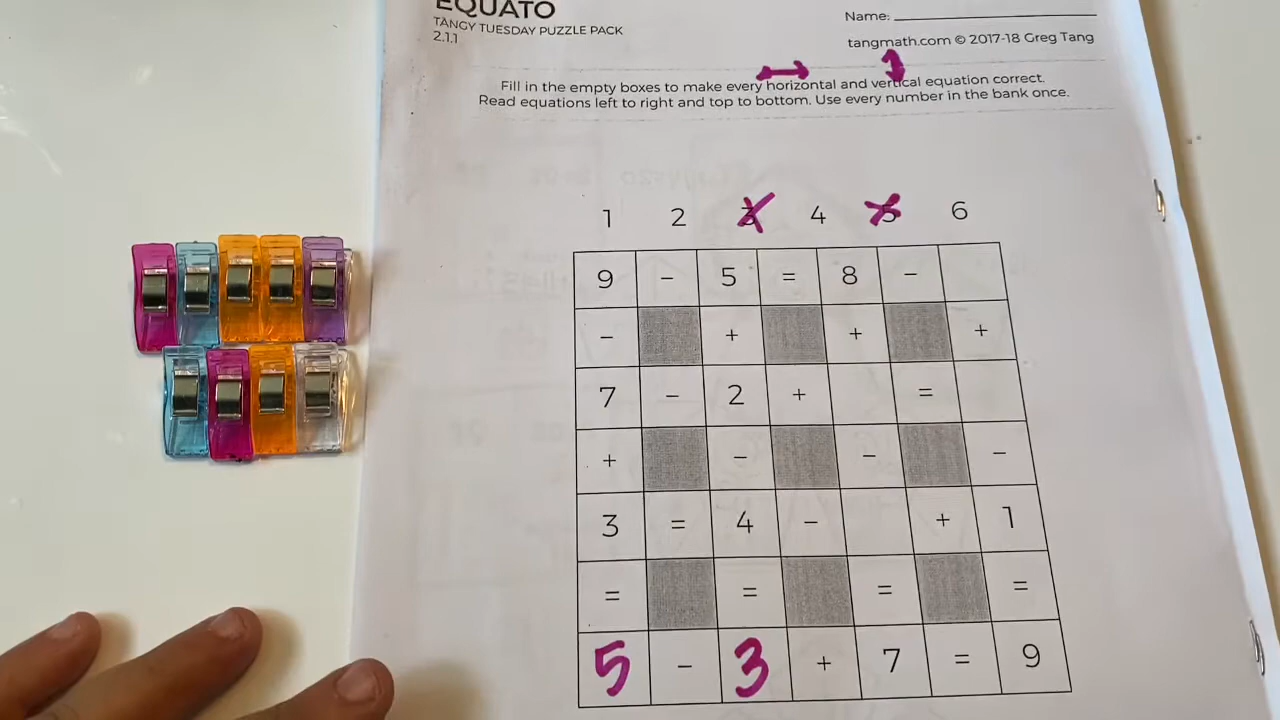 EQUATO
TANGY TUESDAY PUZZLE PACK
2.1.1
Name:
tangmath.com © 2017-18 Greg Tang
Fill in the empty boxes to make every horizontal and vertical equation correct.
Read equations left to right and top to bottom. Use every number in the bank once.
1 2 3 4 5 6
9 - 5 = 8 -
- + + +
7 - 2 + =
+ - - -
3 = 4 - + 1
= = = =
5 - 3 + 7 = 9